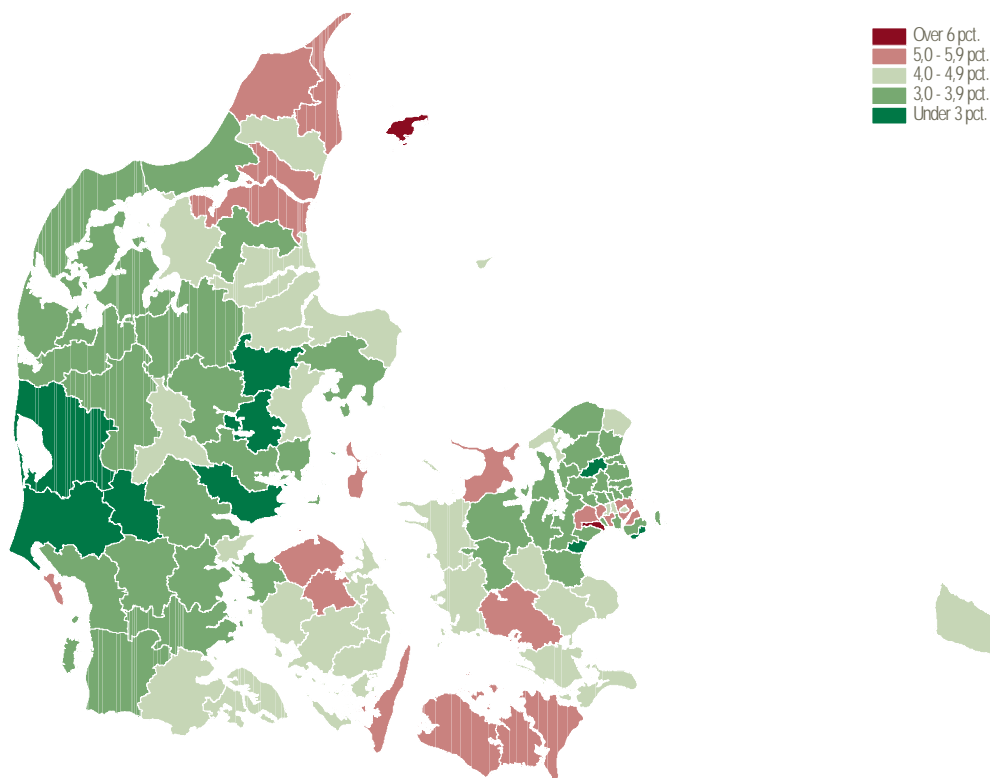 Over 6 pct.
5,0 - 5,9 pct.
4,0 - 4,9 pct.
3,0 - 3,9 pct.
Under 3 pct.